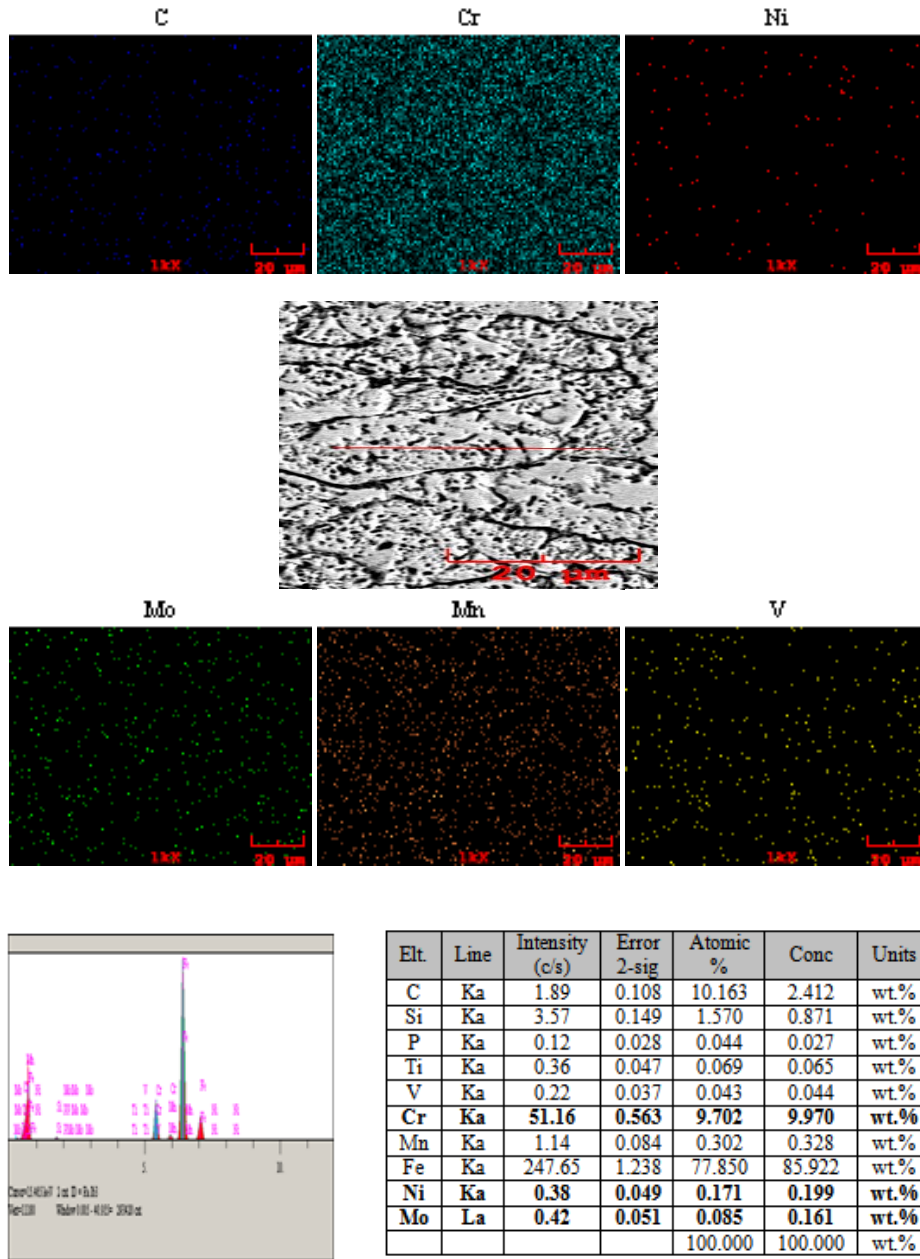 C Cr Ni
1kX 20 µm 1kX 20 µm 1kX 20 µm
20 µm
Mo Mn V
1kX 20 µm 1kX 20 µm 1kX 20 µm
Elt. Line Intensity (c/s) Error 2-sig Atomic % Conc Units
C Ka 1.89 0.108 10.163 2.412 wt.%
Si Ka 3.57 0.149 1.570 0.871 wt.%
P Ka 0.12 0.028 0.044 0.027 wt.%
Ti Ka 0.36 0.047 0.069 0.065 wt.%
V Ka 0.22 0.037 0.043 0.044 wt.%
Cr Ka 51.16 0.563 9.702 9.970 wt.%
Mn Ka 1.14 0.084 0.302 0.328 wt.%
Fe Ka 247.65 1.238 77.850 85.922 wt.%
Ni Ka 0.38 0.049 0.171 0.199 wt.%
Mo La 0.42 0.051 0.085 0.161 wt.%
100.000 100.000 wt.%